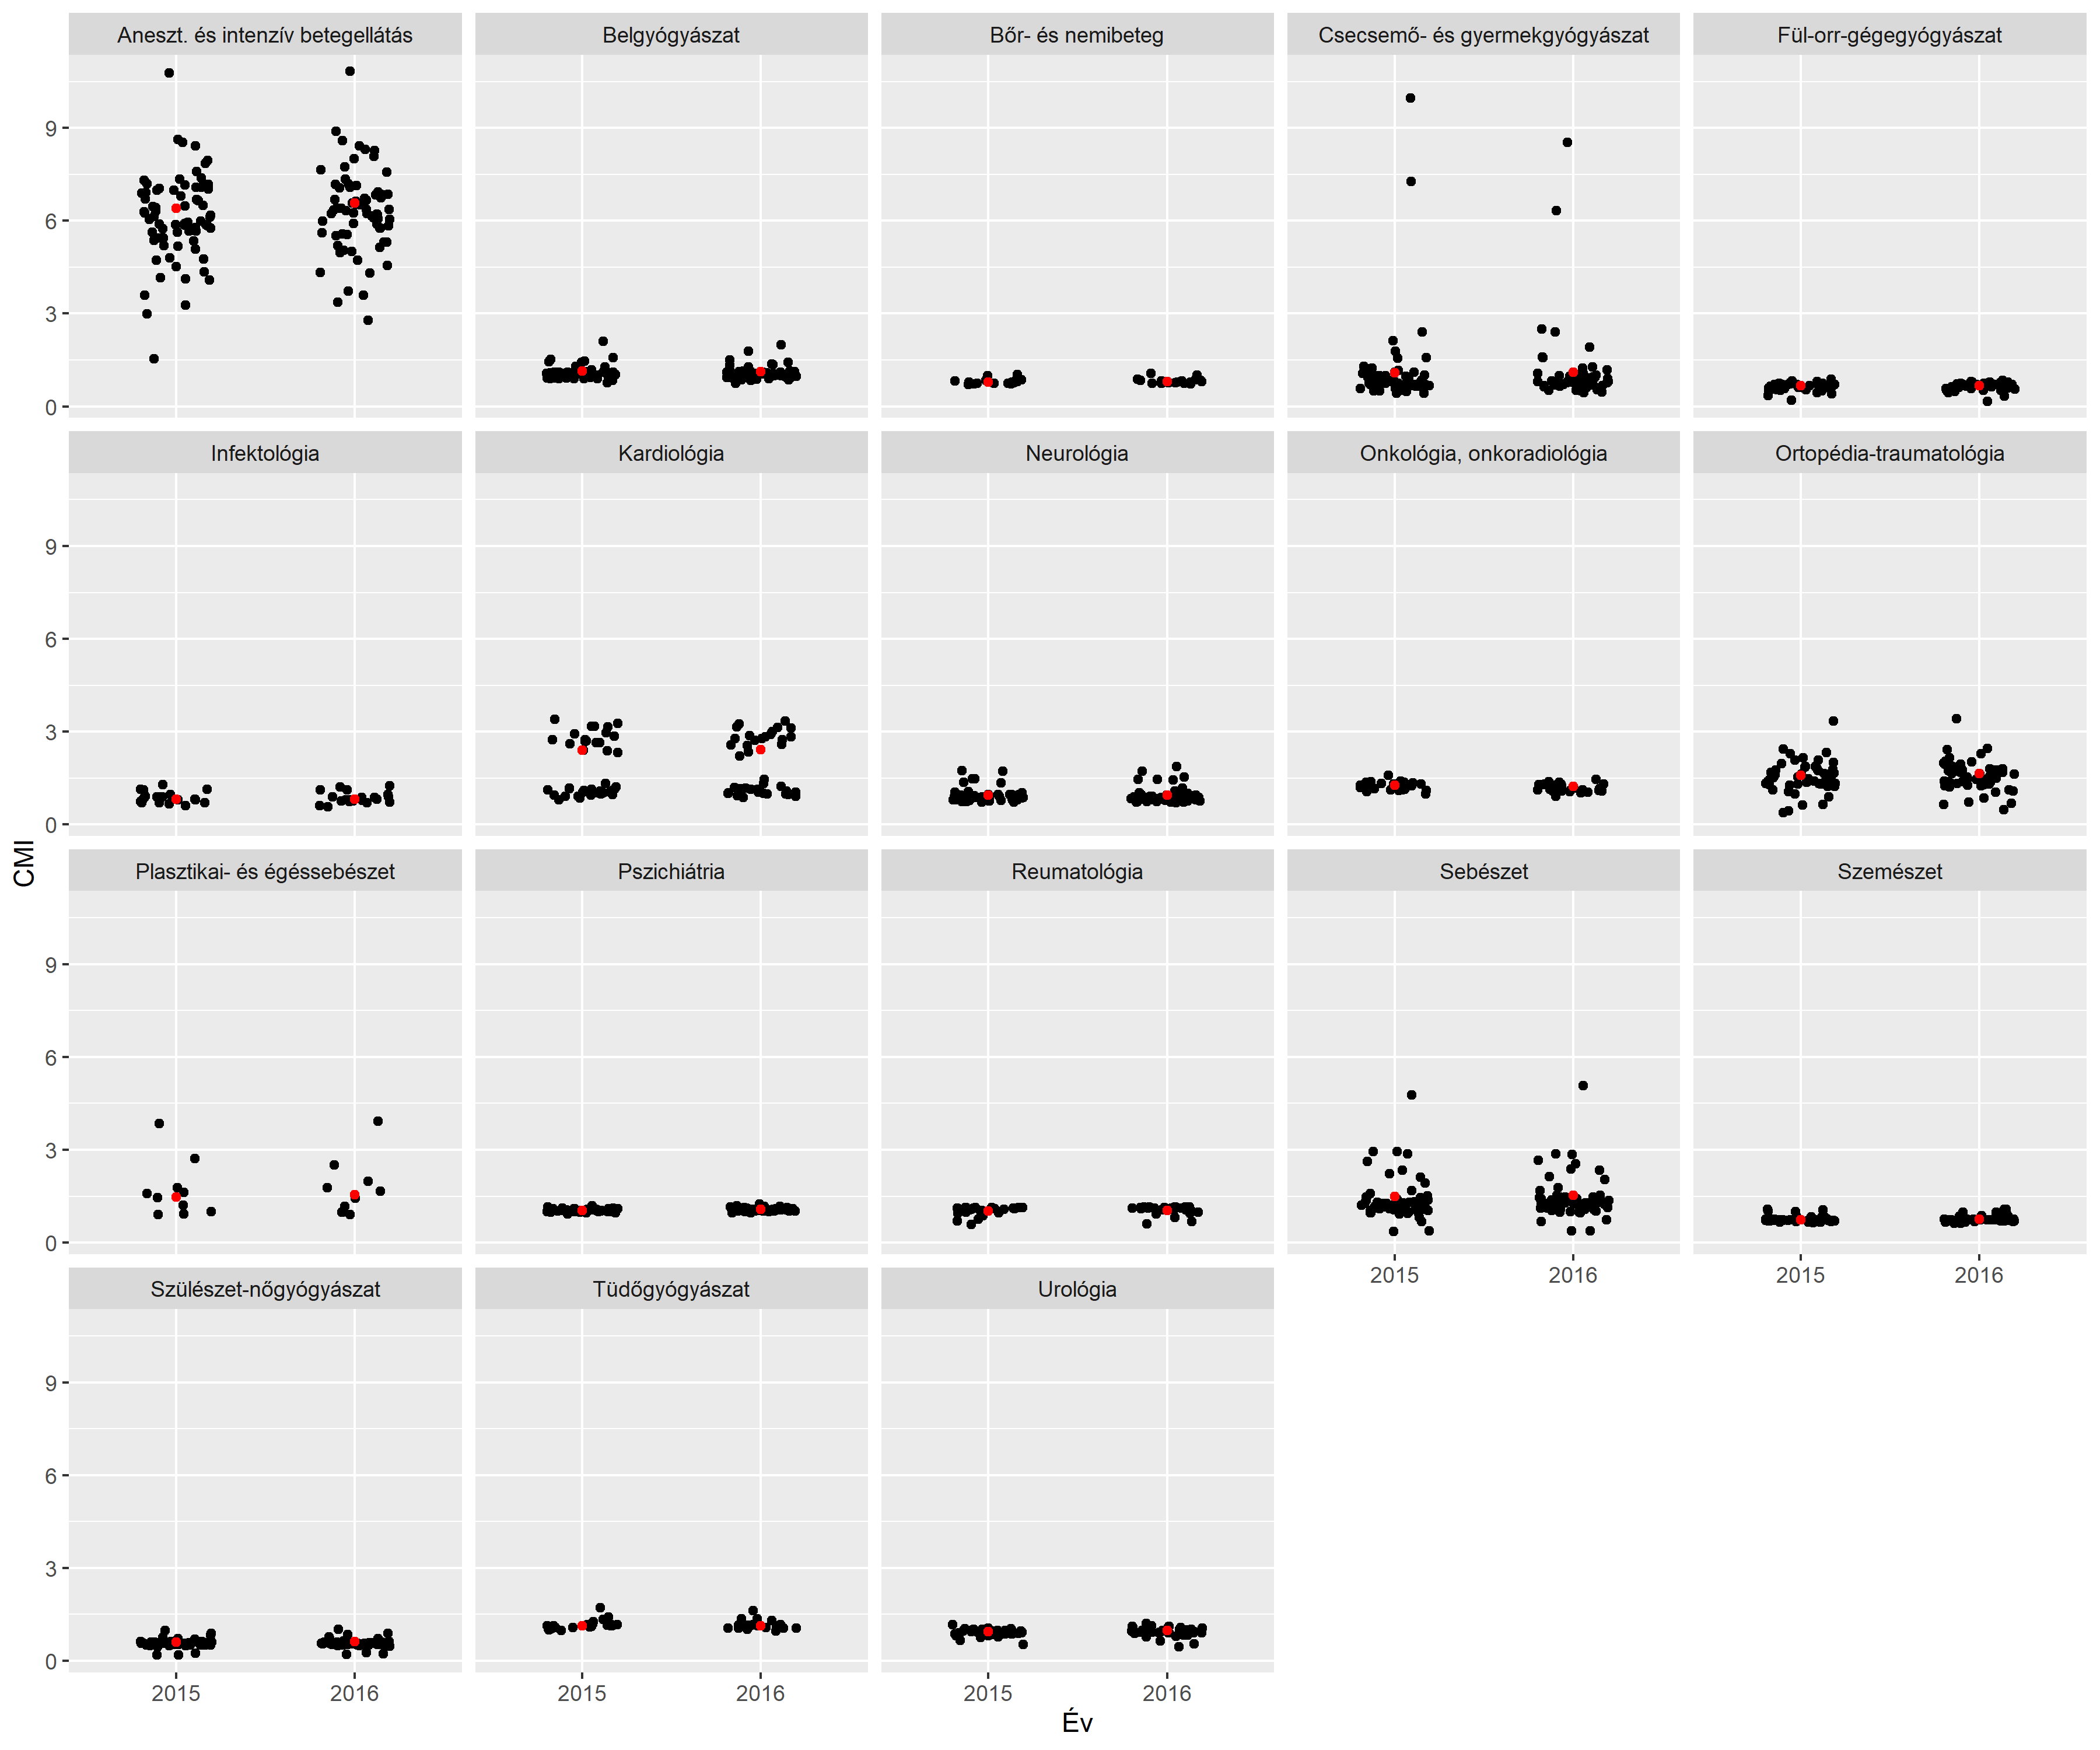 Aneszt. és intenzív betegellátás
Belgyógyászat
Bőr- és nemibeteg
Csecsemő- és gyermekgyógyászat
Fül-orr-gégegyógyászat
9
6
3
0
Infektológia
Kardiológia
Neurológia
Onkológia, onkoradiológia
Ortopédia-traumatológia
9
6
3
0
CMI
Plasztikai- és égéssebészet
Pszichiátria
Reumatológia
Sebészet
Szemészet
9
6
3
0
2015 2016
2015 2016
Szülészet-nőgyógyászat
Tüdőgyógyászat
Urológia
9
6
3
0
2015 2016
2015 2016
2015 2016
Év